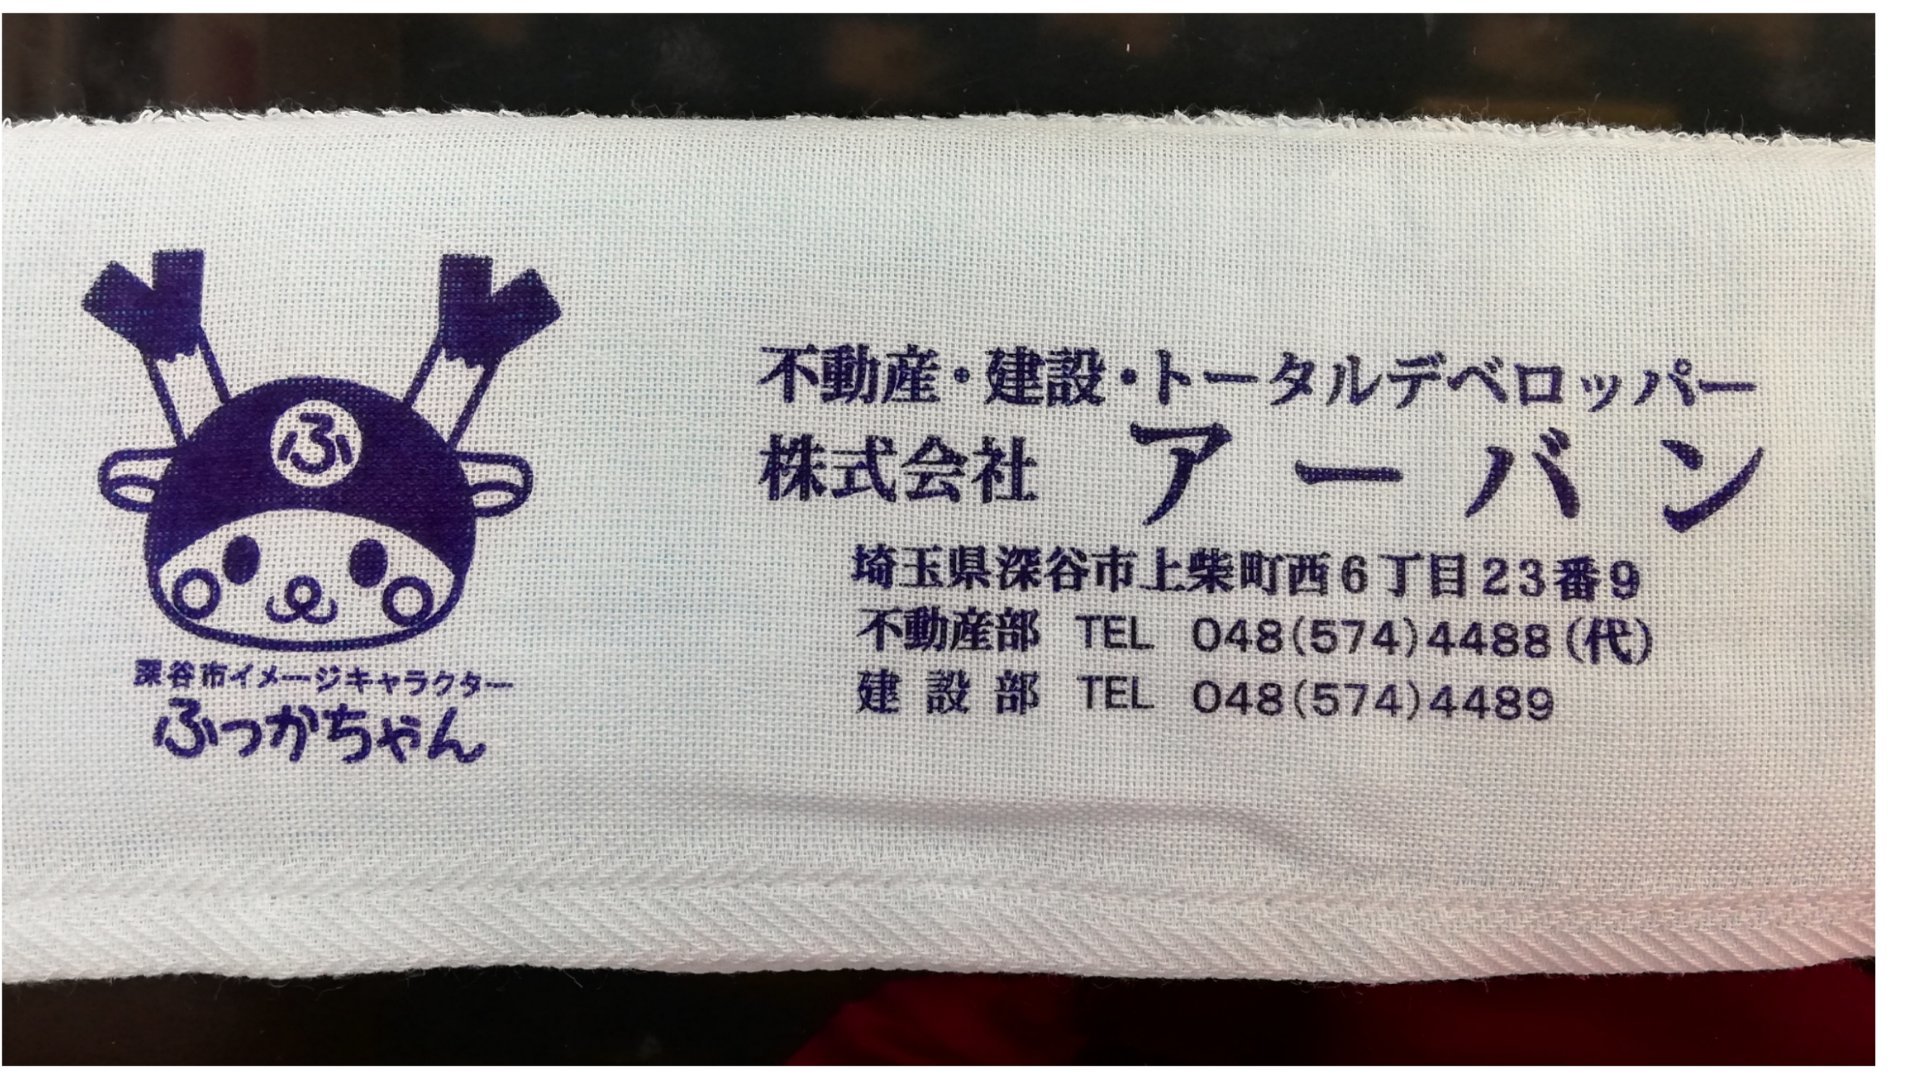 ふ
深谷市イメージキャラクター
ふっかちゃん
不動産・建設・トータルデベロッパー
株式会社 アーバン
埼玉県深谷市上柴町西6丁目23番9
不動産部 TEL 048(574)4488(代)
建設部 TEL 048(574)4489